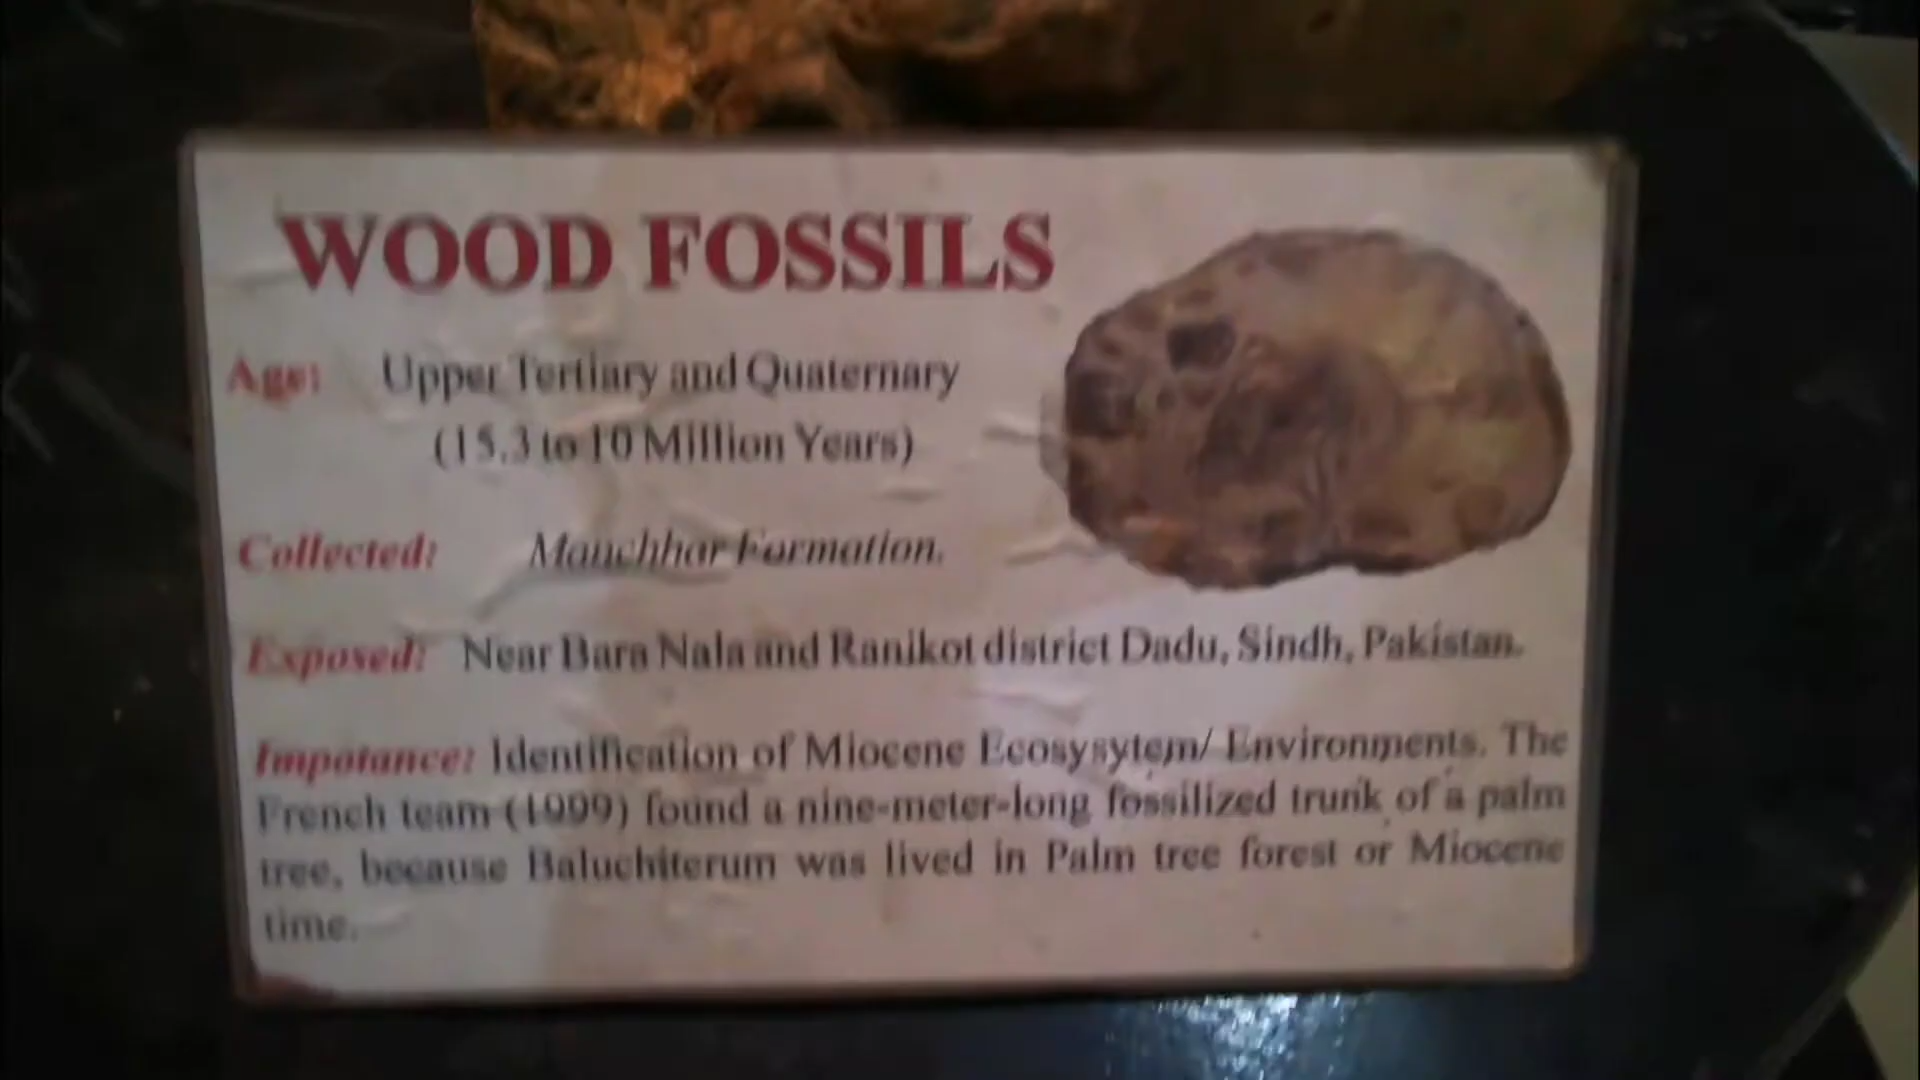 WOOD FOSSILS
Age: Upper Tertiary and Quaternary
(15.3 to 10 Million Years)
Collected: Manchhar Formation.
Exposed: Near Bara Nala and Ranikot district Dadu, Sindh, Pakistan.
Impotance: Identification of Miocene Ecosysytem/ Environments. The
French team (1999) found a nine-meter-long fossilized trunk of a palm
tree, because Baluchiterum was lived in Palm tree forest or Miocene
time.